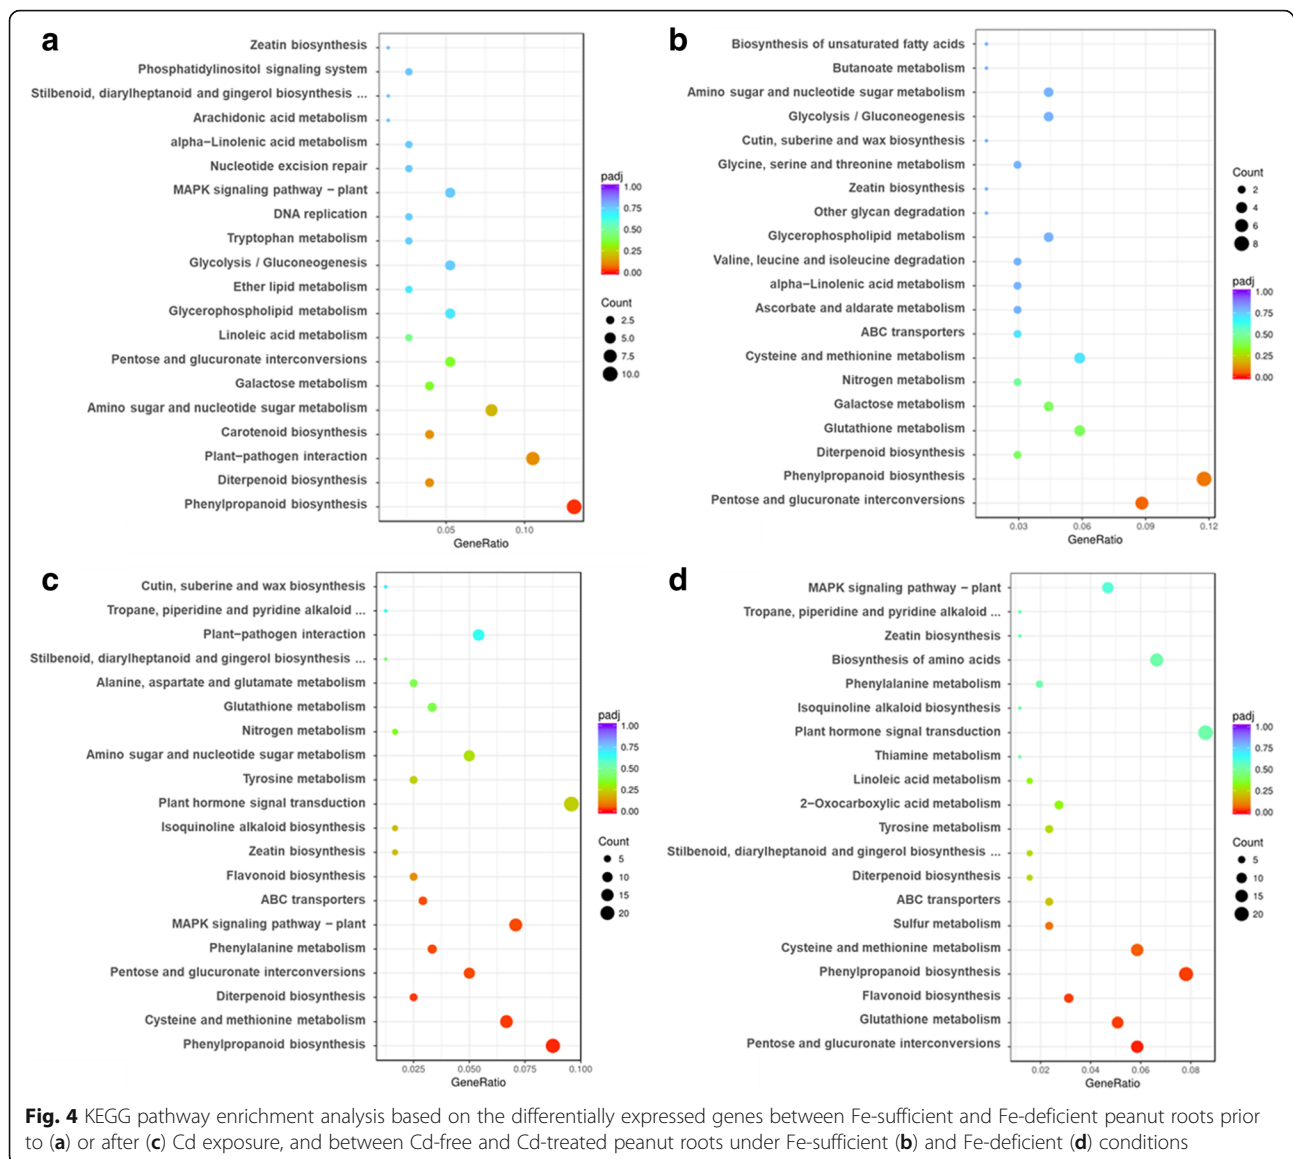 a
Zeatin biosynthesis
Phosphatidylinositol signaling system
Stilbenoid, diarylheptanoid and gingerol biosynthesis ...
Arachidonic acid metabolism
alpha−Linolenic acid metabolism
Nucleotide excision repair
MAPK signaling pathway − plant
DNA replication
Tryptophan metabolism
Glycolysis / Gluconeogenesis
Ether lipid metabolism
Glycerophospholipid metabolism
Linoleic acid metabolism
Pentose and glucuronate interconversions
Galactose metabolism
Amino sugar and nucleotide sugar metabolism
Carotenoid biosynthesis
Plant−pathogen interaction
Diterpenoid biosynthesis
Phenylpropanoid biosynthesis
0.05 0.10
GeneRatio
padj
1.00
0.75
0.50
0.25
0.00
Count
2.5
5.0
7.5
10.0
b
Biosynthesis of unsaturated fatty acids
Butanoate metabolism
Amino sugar and nucleotide sugar metabolism
Glycolysis / Gluconeogenesis
Cutin, suberine and wax biosynthesis
Glycine, serine and threonine metabolism
Zeatin biosynthesis
Other glycan degradation
Glycerophospholipid metabolism
Valine, leucine and isoleucine degradation
alpha−Linolenic acid metabolism
Ascorbate and aldarate metabolism
ABC transporters
Cysteine and methionine metabolism
Nitrogen metabolism
Galactose metabolism
Glutathione metabolism
Diterpenoid biosynthesis
Phenylpropanoid biosynthesis
Pentose and glucuronate interconversions
0.03 0.06 0.09 0.12
GeneRatio
Count
2
4
6
8
padj
1.00
0.75
0.50
0.25
0.00
c
Cutin, suberine and wax biosynthesis
Tropane, piperidine and pyridine alkaloid ...
Plant−pathogen interaction
Stilbenoid, diarylheptanoid and gingerol biosynthesis ...
Alanine, aspartate and glutamate metabolism
Glutathione metabolism
Nitrogen metabolism
Amino sugar and nucleotide sugar metabolism
Tyrosine metabolism
Plant hormone signal transduction
Isoquinoline alkaloid biosynthesis
Zeatin biosynthesis
Flavonoid biosynthesis
ABC transporters
MAPK signaling pathway − plant
Phenylalanine metabolism
Pentose and glucuronate interconversions
Diterpenoid biosynthesis
Cysteine and methionine metabolism
Phenylpropanoid biosynthesis
0.025 0.050 0.075 0.100
GeneRatio
padj
1.00
0.75
0.50
0.25
0.00
Count
5
10
15
20
d
MAPK signaling pathway − plant
Tropane, piperidine and pyridine alkaloid ...
Zeatin biosynthesis
Biosynthesis of amino acids
Phenylalanine metabolism
Isoquinoline alkaloid biosynthesis
Plant hormone signal transduction
Thiamine metabolism
Linoleic acid metabolism
2−Oxocarboxylic acid metabolism
Tyrosine metabolism
Stilbenoid, diarylheptanoid and gingerol biosynthesis ...
Diterpenoid biosynthesis
ABC transporters
Sulfur metabolism
Cysteine and methionine metabolism
Phenylpropanoid biosynthesis
Flavonoid biosynthesis
Glutathione metabolism
Pentose and glucuronate interconversions
0.02 0.04 0.06 0.08
GeneRatio
padj
1.00
0.75
0.50
0.25
0.00
Count
5
10
15
20
Fig. 4 KEGG pathway enrichment analysis based on the differentially expressed genes between Fe-sufficient and Fe-deficient peanut roots prior
to (a) or after (c) Cd exposure, and between Cd-free and Cd-treated peanut roots under Fe-sufficient (b) and Fe-deficient (d) conditions